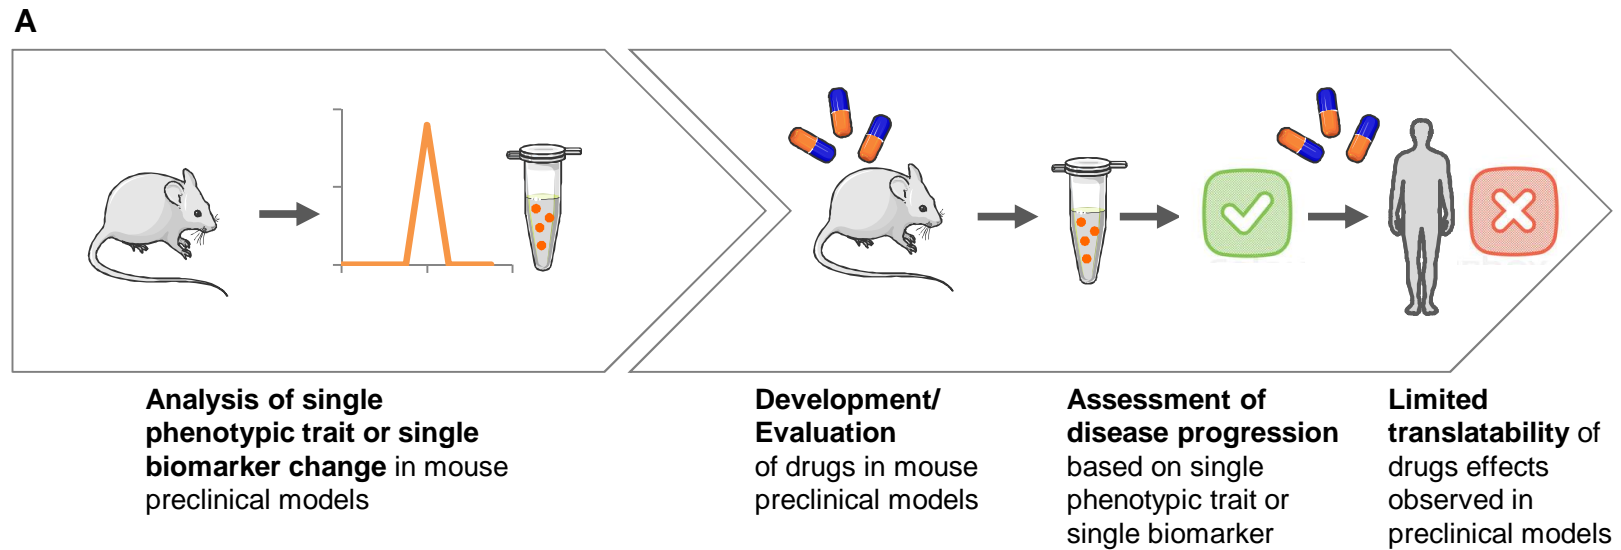 A
Analysis of single
phenotypic trait or single
biomarker change in mouse
preclinical models
Development/
Evaluation
of drugs in mouse
preclinical models
Assessment of
disease progression
based on single
phenotypic trait or
single biomarker
Limited
translatability of
drugs effects
observed in
preclinical models